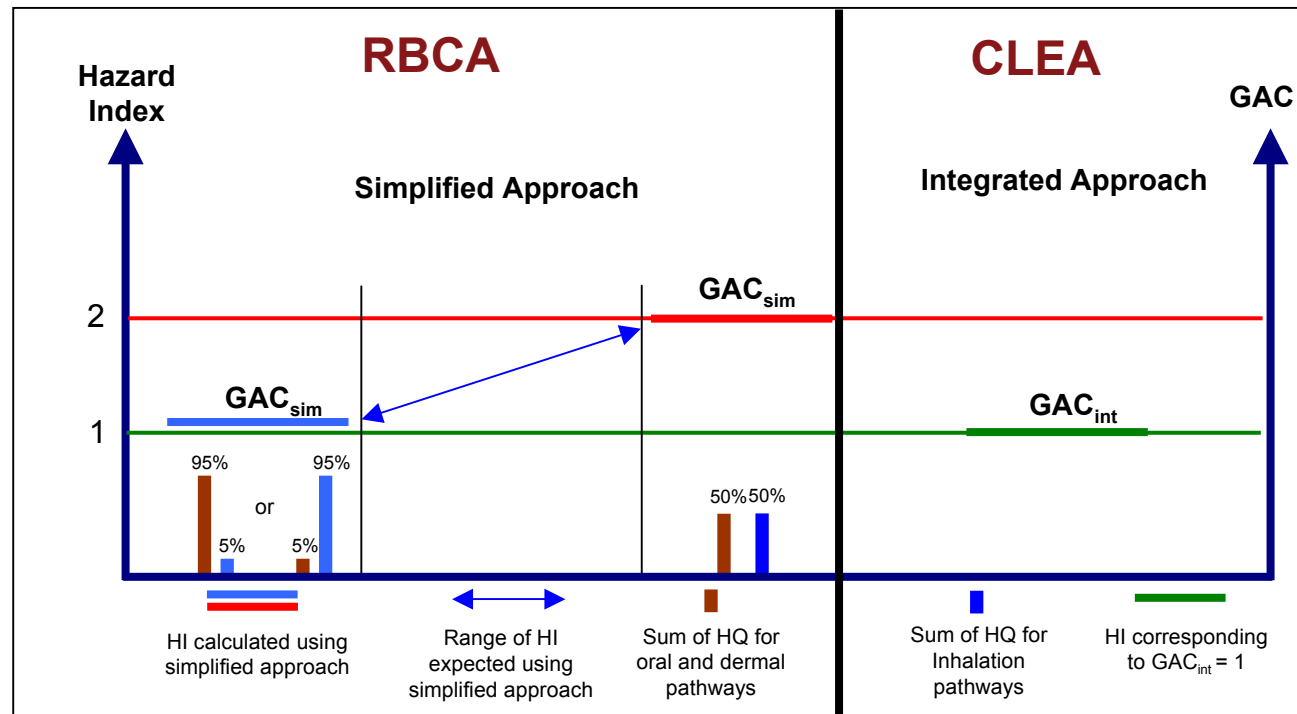 RBCA
CLEA
Hazard
Index
GAC
Simplified Approach
Integrated Approach
2
GACsim
GACsim
1
GACint
95%
95%
or
5%
5%
50%
50%
HI calculated using
simplified approach
Range of HI
expected using
simplified approach
Sum of HQ for
oral and dermal
pathways
Sum of HQ for
Inhalation
pathways
HI corresponding
to GACint = 1